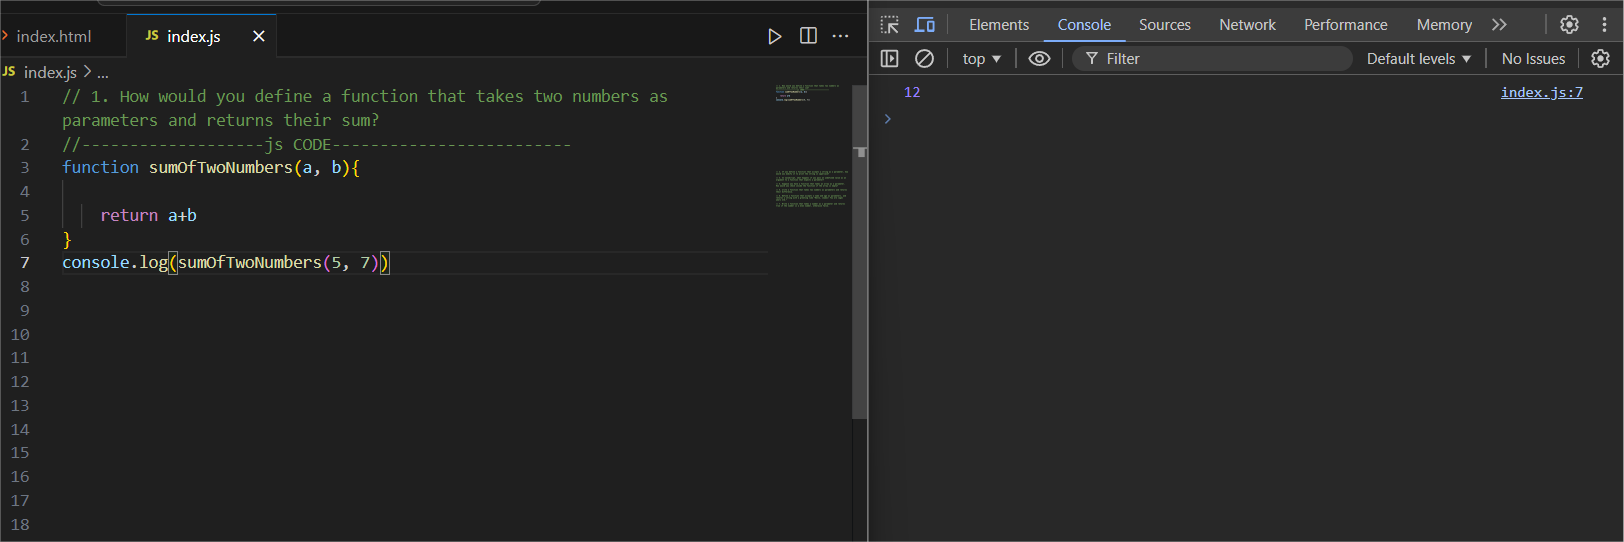 index.html
JS index.js
JS index.js > ...
1 // 1. How would you define a function that takes two numbers as
parameters and returns their sum?
2 //-------------------js CODE-------------------------
3 function sumOfTwoNumbers(a, b){
4
5 return a+b
6 }
7 console.log(sumOfTwoNumbers(5, 7))
8
9
10
11
12
13
14
15
16
17
18
Elements Console Sources Network Performance Memory
top Filter Default levels No Issues
12 index.js:7